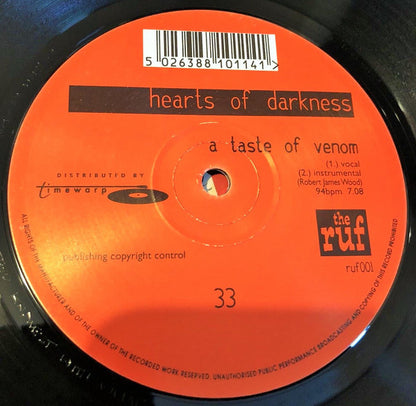 5 026388 101141 >
hearts of darkness
a taste of venom
(1.) vocal
(2.) instrumental
(Robert James Wood)
94bpm 7.08
DISTRIBUTED BY
timewarp
the
ruf
ruf001
publishing copyright control
33
ALL RIGHTS OF THE MANUFACTURER AND OF THE OWNER OF THE RECORDED WORK RESERVED. UNAUTHORISED PUBLIC PERFORMANCE BROADCASTING AND COPYING OF THIS RECORD PROHIBITED